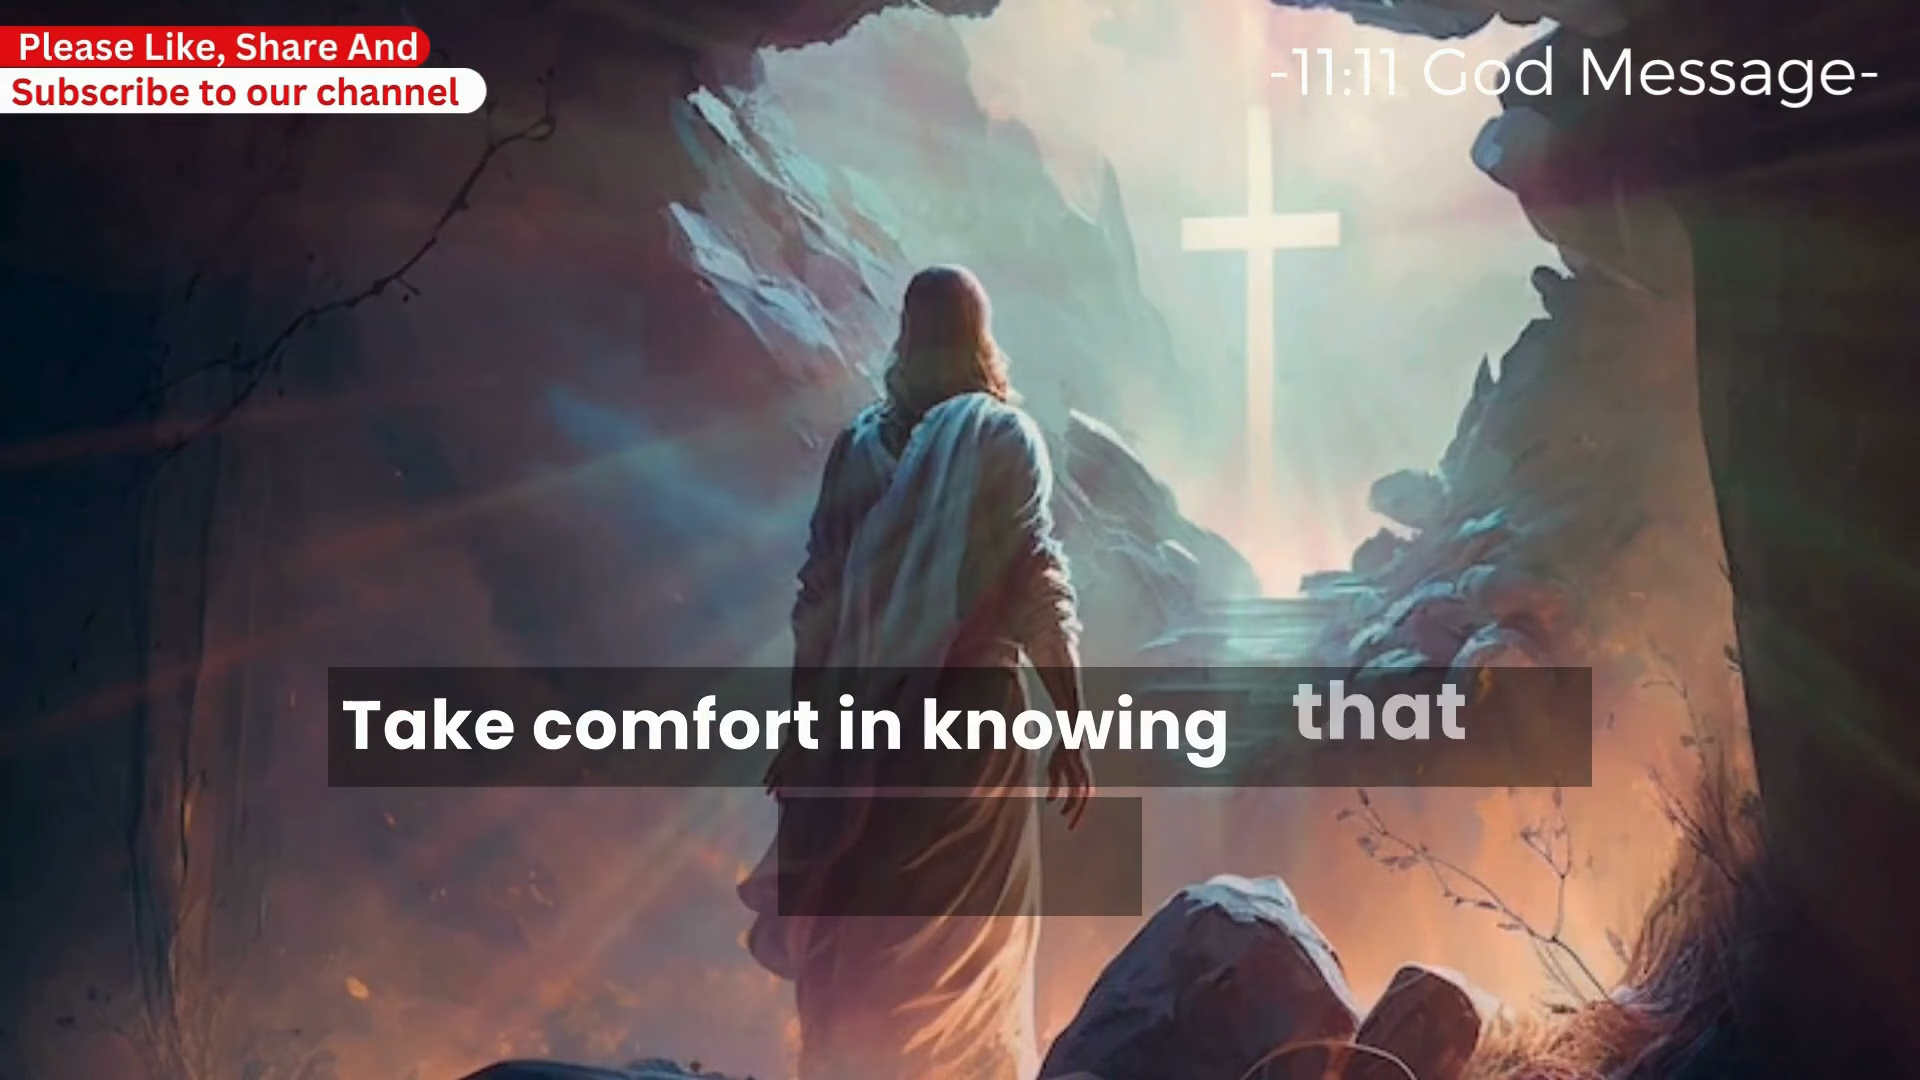 Please Like, Share And
Subscribe to our channel
-11:11 God Message-
Take comfort in knowing that